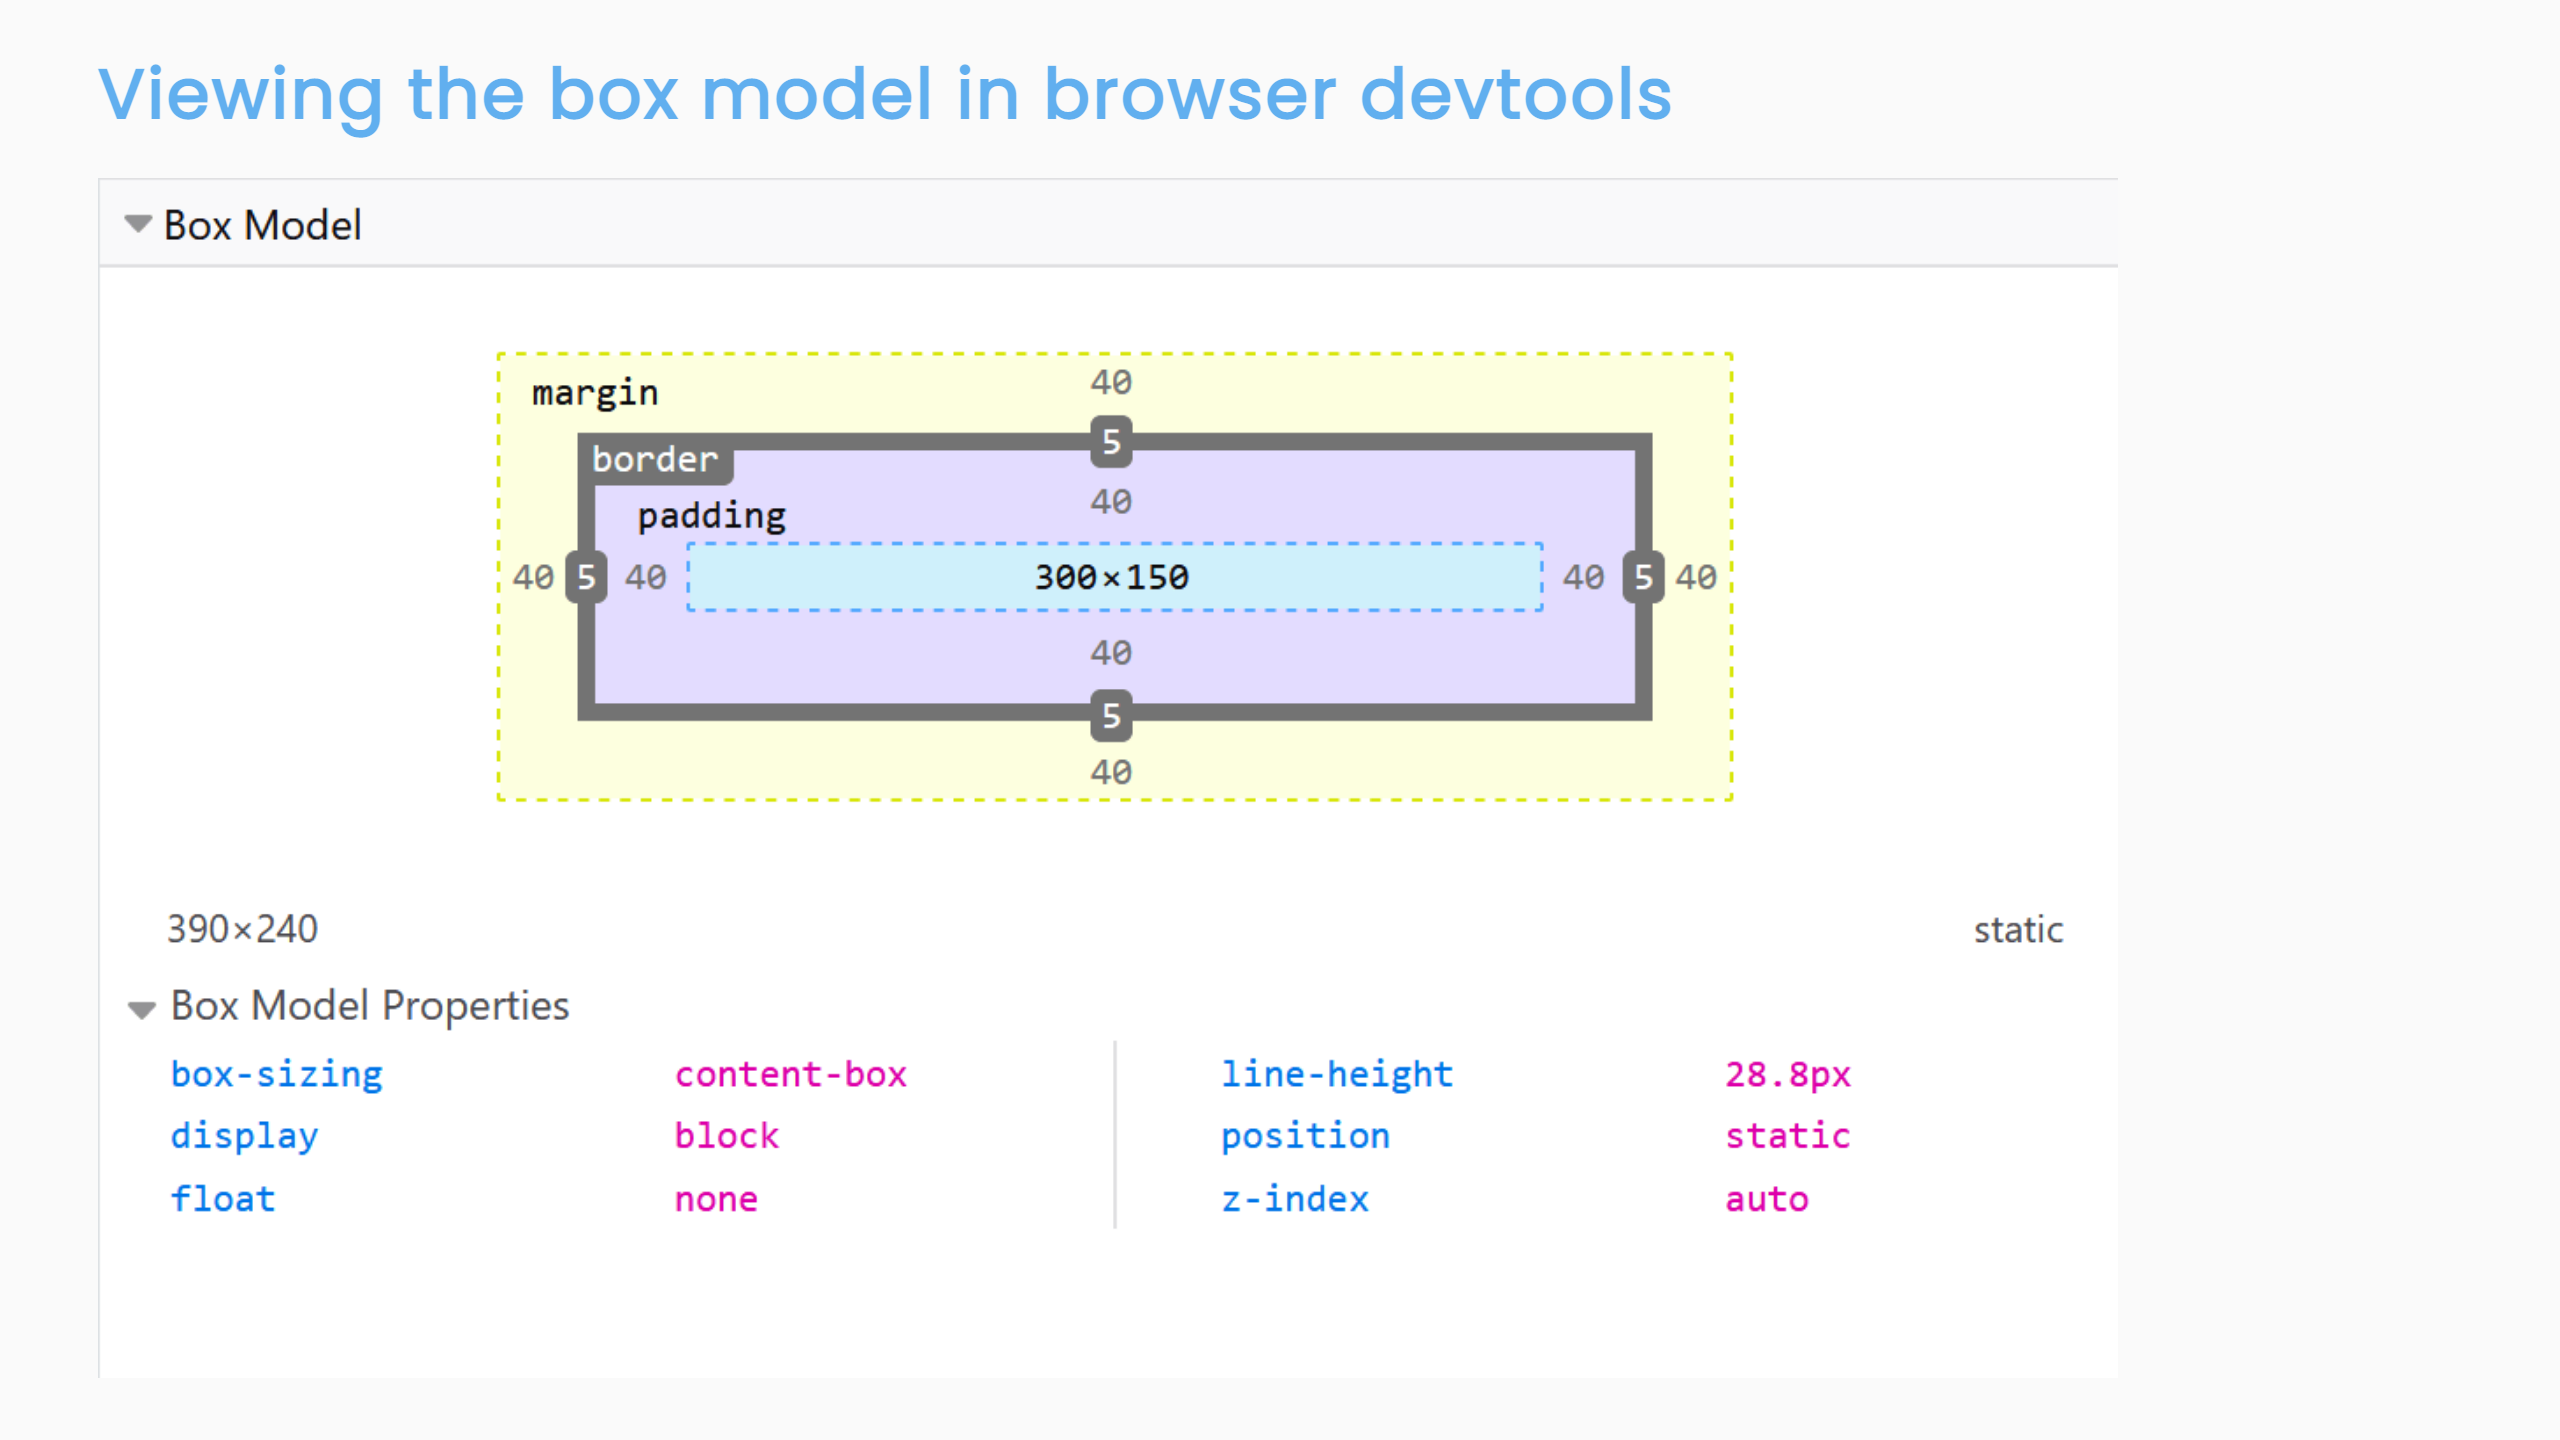 Viewing the box model in browser devtools
Box Model
margin 40
5
border
40
padding
40 5 40 300×150 40 5 40
40
5
40
390×240 static
Box Model Properties
box-sizing content-box line-height 28.8px
display block position static
float none z-index auto